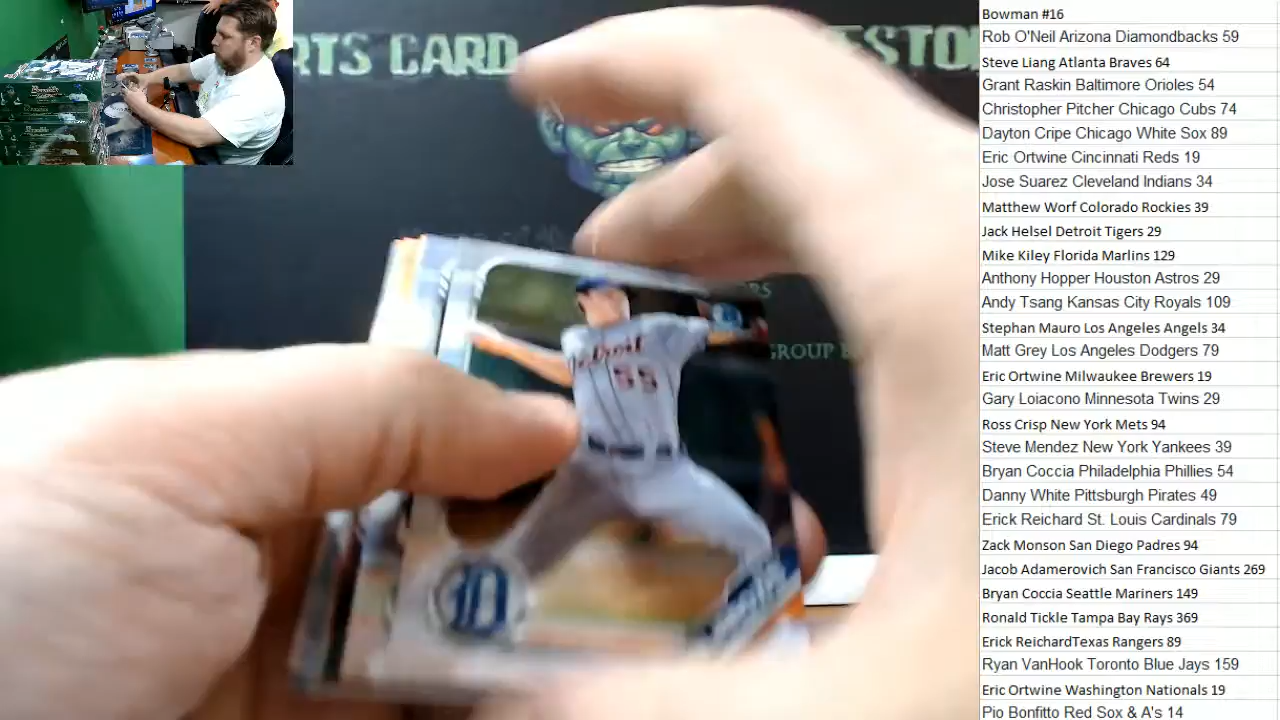 RTS CARD
ESTO
GROUP B
Detroit
55
D
Bowman #16
Rob O'Neil Arizona Diamondbacks 59
Steve Liang Atlanta Braves 64
Grant Raskin Baltimore Orioles 54
Christopher Pitcher Chicago Cubs 74
Dayton Cripe Chicago White Sox 89
Eric Ortwine Cincinnati Reds 19
Jose Suarez Cleveland Indians 34
Matthew Worf Colorado Rockies 39
Jack Helsel Detroit Tigers 29
Mike Kiley Florida Marlins 129
Anthony Hopper Houston Astros 29
Andy Tsang Kansas City Royals 109
Stephan Mauro Los Angeles Angels 34
Matt Grey Los Angeles Dodgers 79
Eric Ortwine Milwaukee Brewers 19
Gary Loiacono Minnesota Twins 29
Ross Crisp New York Mets 94
Steve Mendez New York Yankees 39
Bryan Coccia Philadelphia Phillies 54
Danny White Pittsburgh Pirates 49
Erick Reichard St. Louis Cardinals 79
Zack Monson San Diego Padres 94
Jacob Adamerovich San Francisco Giants 269
Bryan Coccia Seattle Mariners 149
Ronald Tickle Tampa Bay Rays 369
Erick ReichardTexas Rangers 89
Ryan VanHook Toronto Blue Jays 159
Eric Ortwine Washington Nationals 19
Pio Bonfitto Red Sox & A's 14